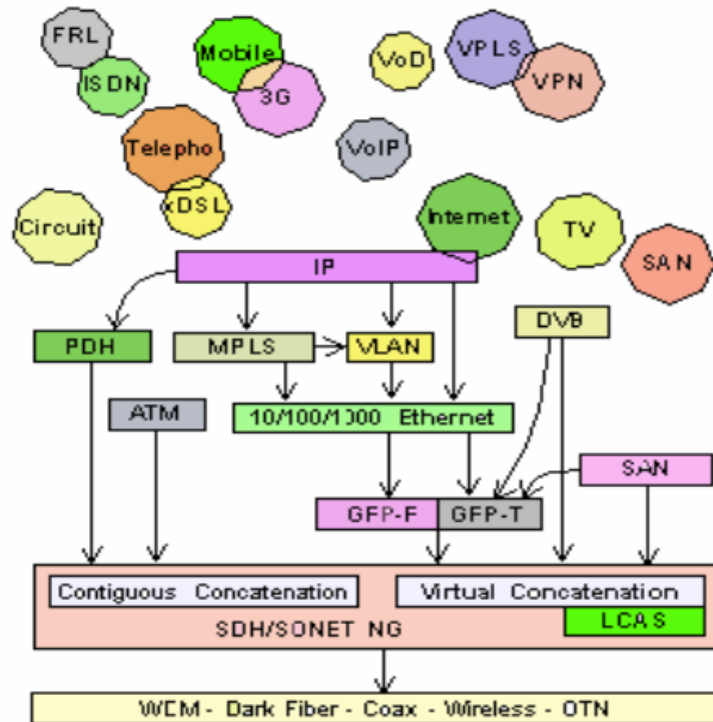 FRL
ISDN
Mobile
3G
VoD
VPLS
VPN
Telepho
xDSL
VoIP
Circuit
Internet
TV
SAN
IP
PDH
MPLS
VLAN
DVB
ATM
10/100/1000 Ethernet
SAN
GFP-F
GFP-T
Contiguous Concatenation
Virtual Concatenation
LCAS
SDH/SONET NG
WDM - Dark Fiber - Coax - Wireless - OTN